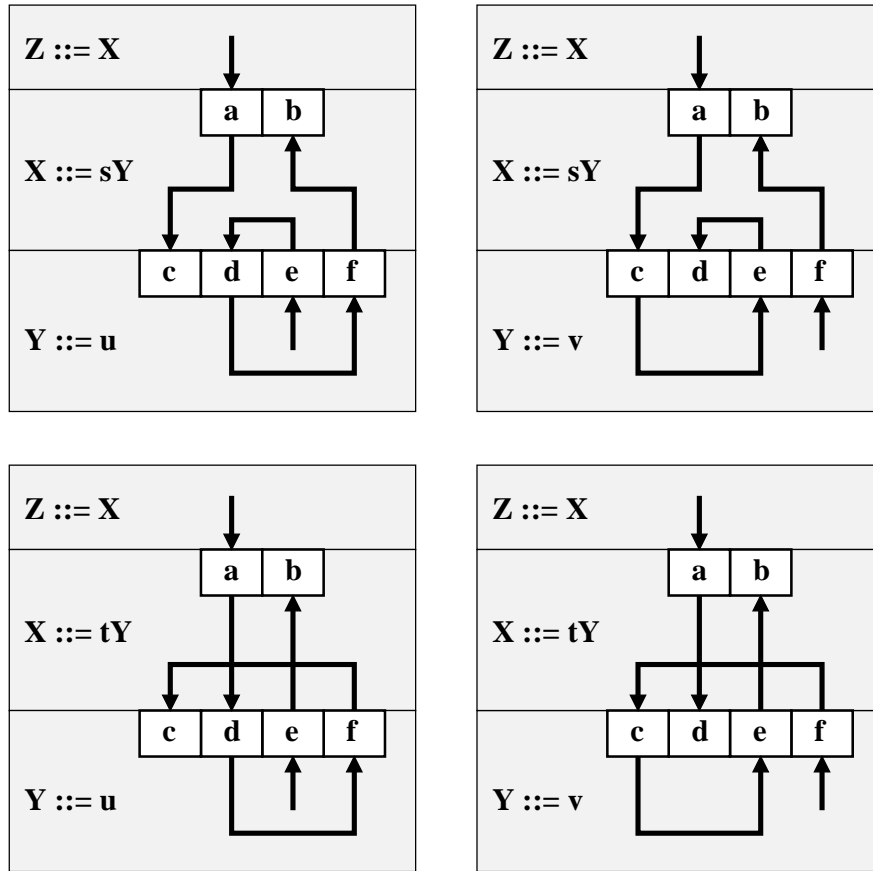 Z ::= X
a b
X ::= sY
c d e f
Y ::= u
Z ::= X
a b
X ::= sY
c d e f
Y ::= v
Z ::= X
a b
X ::= tY
c d e f
Y ::= u
Z ::= X
a b
X ::= tY
c d e f
Y ::= v